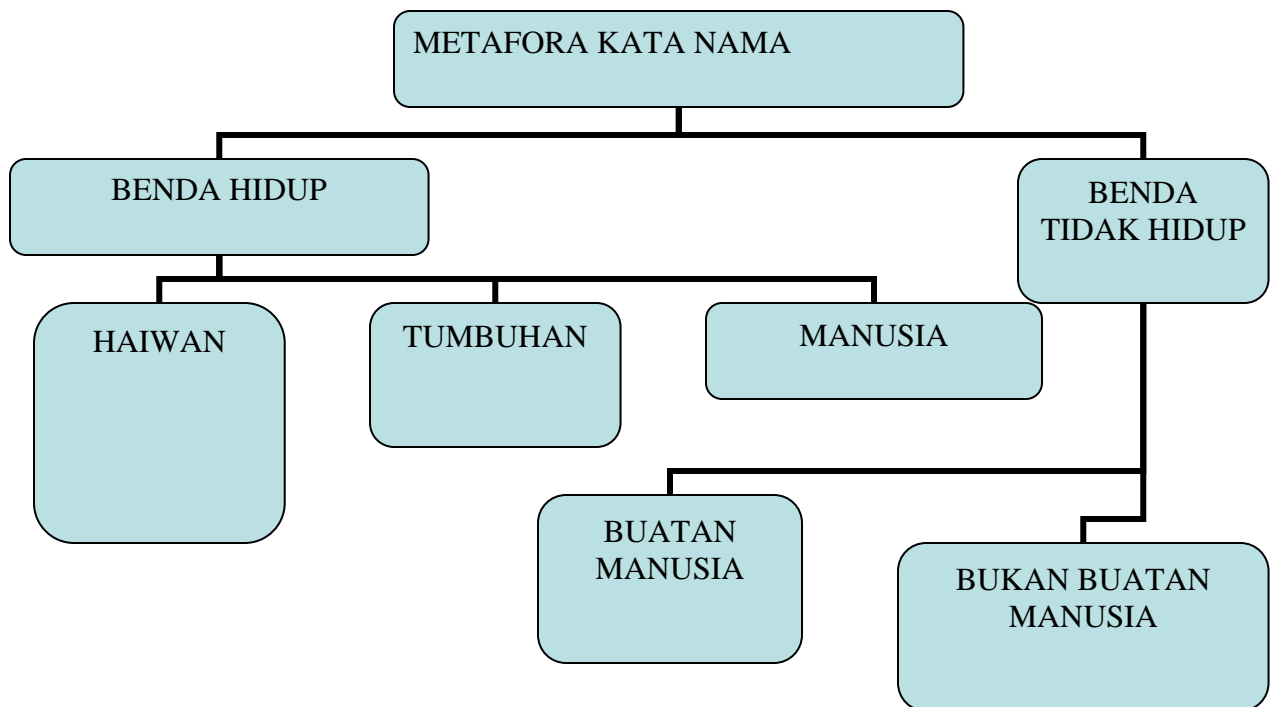 METAFORA KATA NAMA
BENDA HIDUP
BENDA
TIDAK HIDUP
HAIWAN
TUMBUHAN
MANUSIA
BUATAN
MANUSIA
BUKAN BUATAN
MANUSIA